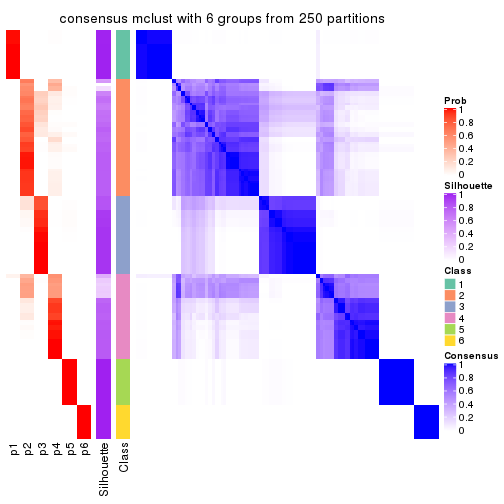 consensus mclust with 6 groups from 250 partitions
Prob
1
0.8
0.6
0.4
0.2
0
Silhouette
1
0.8
0.6
0.4
0.2
0
Class
1
2
3
4
5
6
Consensus
1
0.8
0.6
0.4
0.2
0
p1
p2
p3
p4
p5
p6
Silhouette
Class